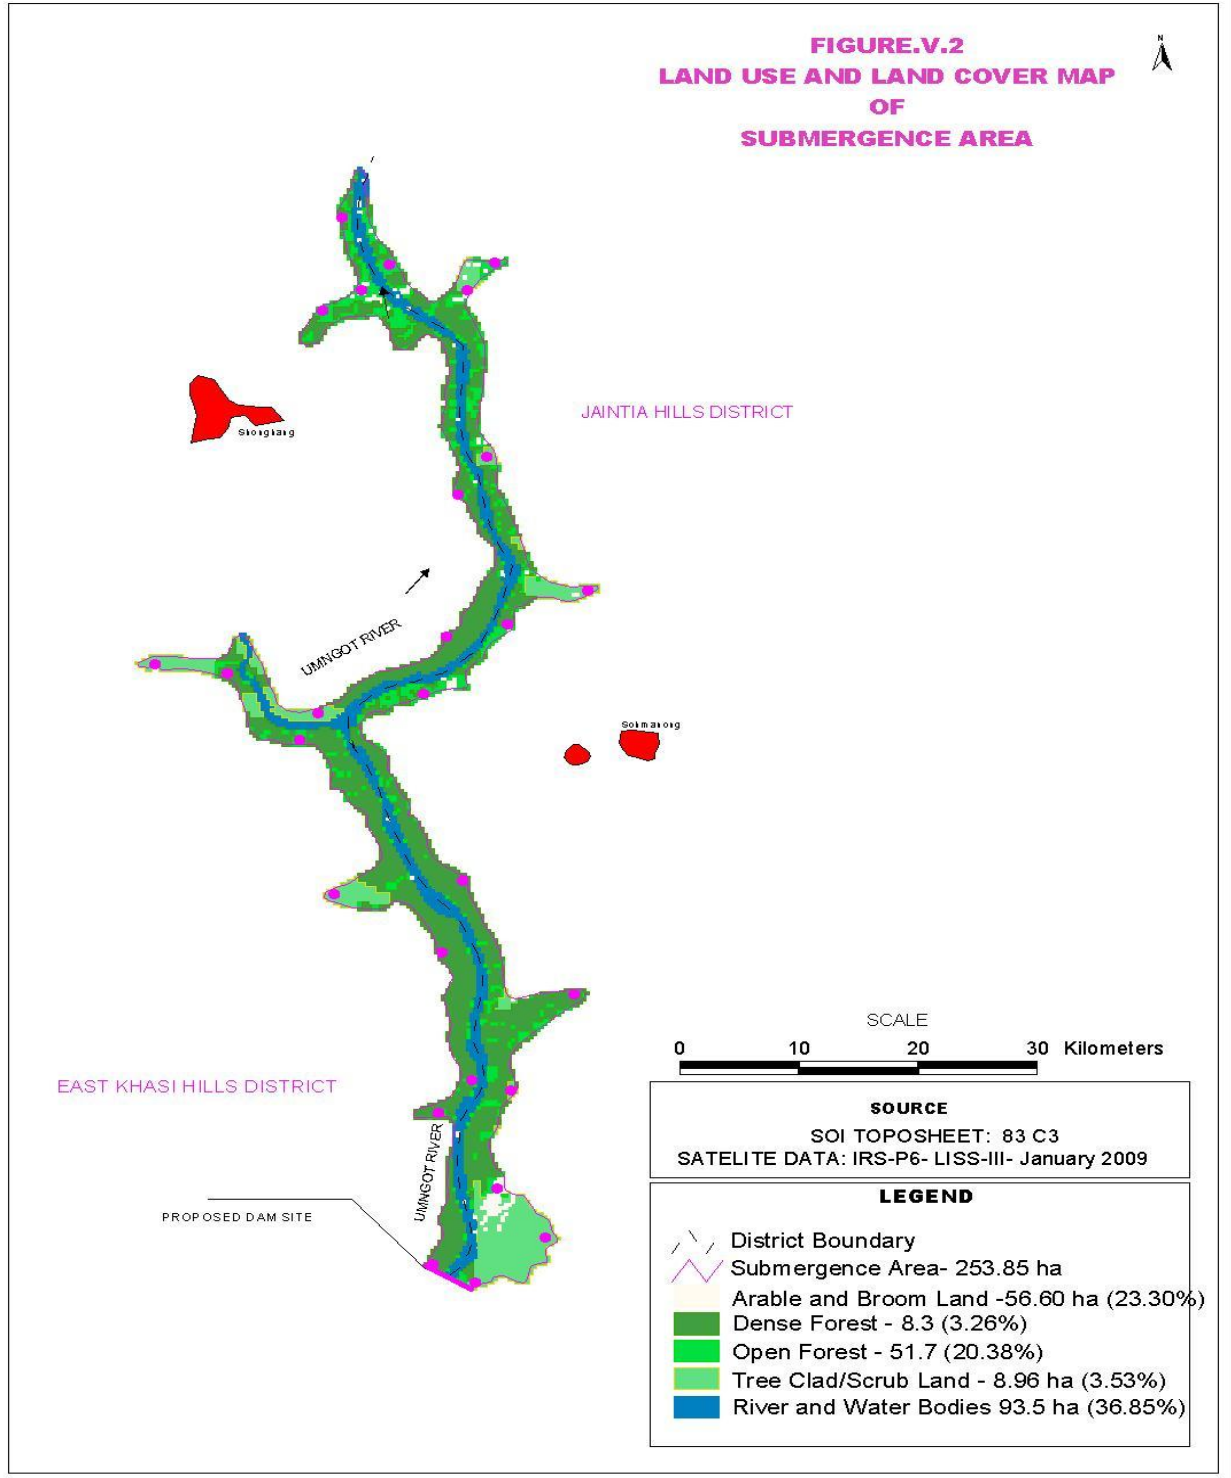 FIGURE.V.2
LAND USE AND LAND COVER MAP
OF
SUBMERGENCE AREA
N
JAINTIA HILLS DISTRICT
UMNGOT RIVER
SCALE
0 10 20 30 Kilometers
EAST KHASI HILLS DISTRICT
UMNGOT RIVER
PROPOSED DAM SITE
SOURCE
SOI TOPOSHEET: 83 C3
SATELITE DATA: IRS-P6- LISS-III- January 2009
LEGEND
District Boundary
Submergence Area- 253.85 ha
Arable and Broom Land -56.60 ha (23.30%)
Dense Forest - 8.3 (3.26%)
Open Forest - 51.7 (20.38%)
Tree Clad/Scrub Land - 8.96 ha (3.53%)
River and Water Bodies 93.5 ha (36.85%)